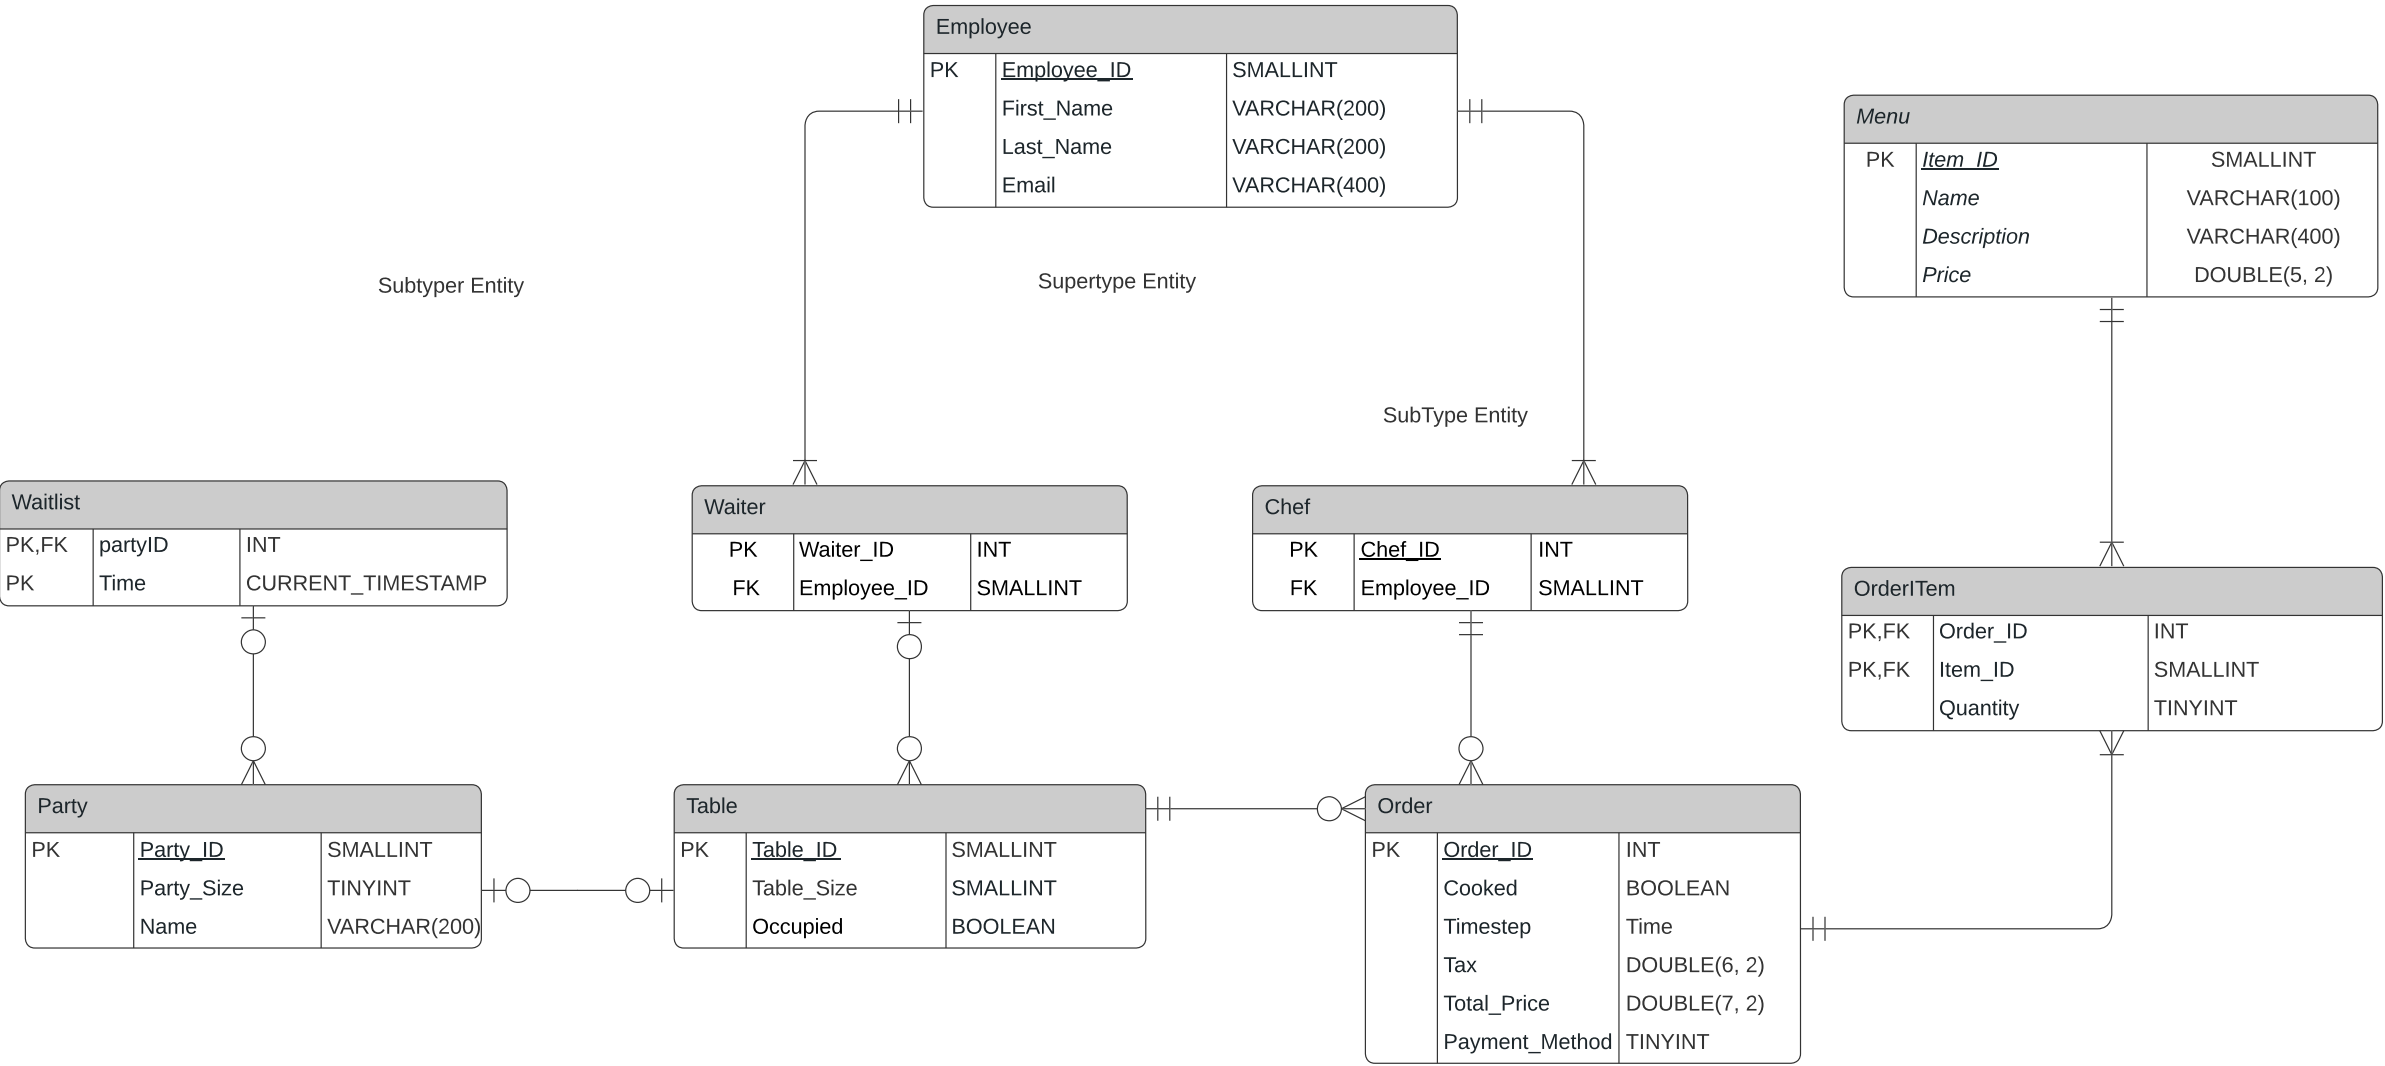 Employee
PK Employee_ID SMALLINT
First_Name VARCHAR(200)
Last_Name VARCHAR(200)
Email VARCHAR(400)
Menu
PK Item_ID SMALLINT
Name VARCHAR(100)
Description VARCHAR(400)
Price DOUBLE(5, 2)
Subtyper Entity
Supertype Entity
SubType Entity
Waitlist
PK,FK partyID INT
PK Time CURRENT_TIMESTAMP
Waiter
PK Waiter_ID INT
FK Employee_ID SMALLINT
Chef
PK Chef_ID INT
FK Employee_ID SMALLINT
OrderITem
PK,FK Order_ID INT
PK,FK Item_ID SMALLINT
Quantity TINYINT
Party
PK Party_ID SMALLINT
Party_Size TINYINT
Name VARCHAR(200)
Table
PK Table_ID SMALLINT
Table_Size SMALLINT
Occupied BOOLEAN
Order
PK Order_ID INT
Cooked BOOLEAN
Timestep Time
Tax DOUBLE(6, 2)
Total_Price DOUBLE(7, 2)
Payment_Method TINYINT